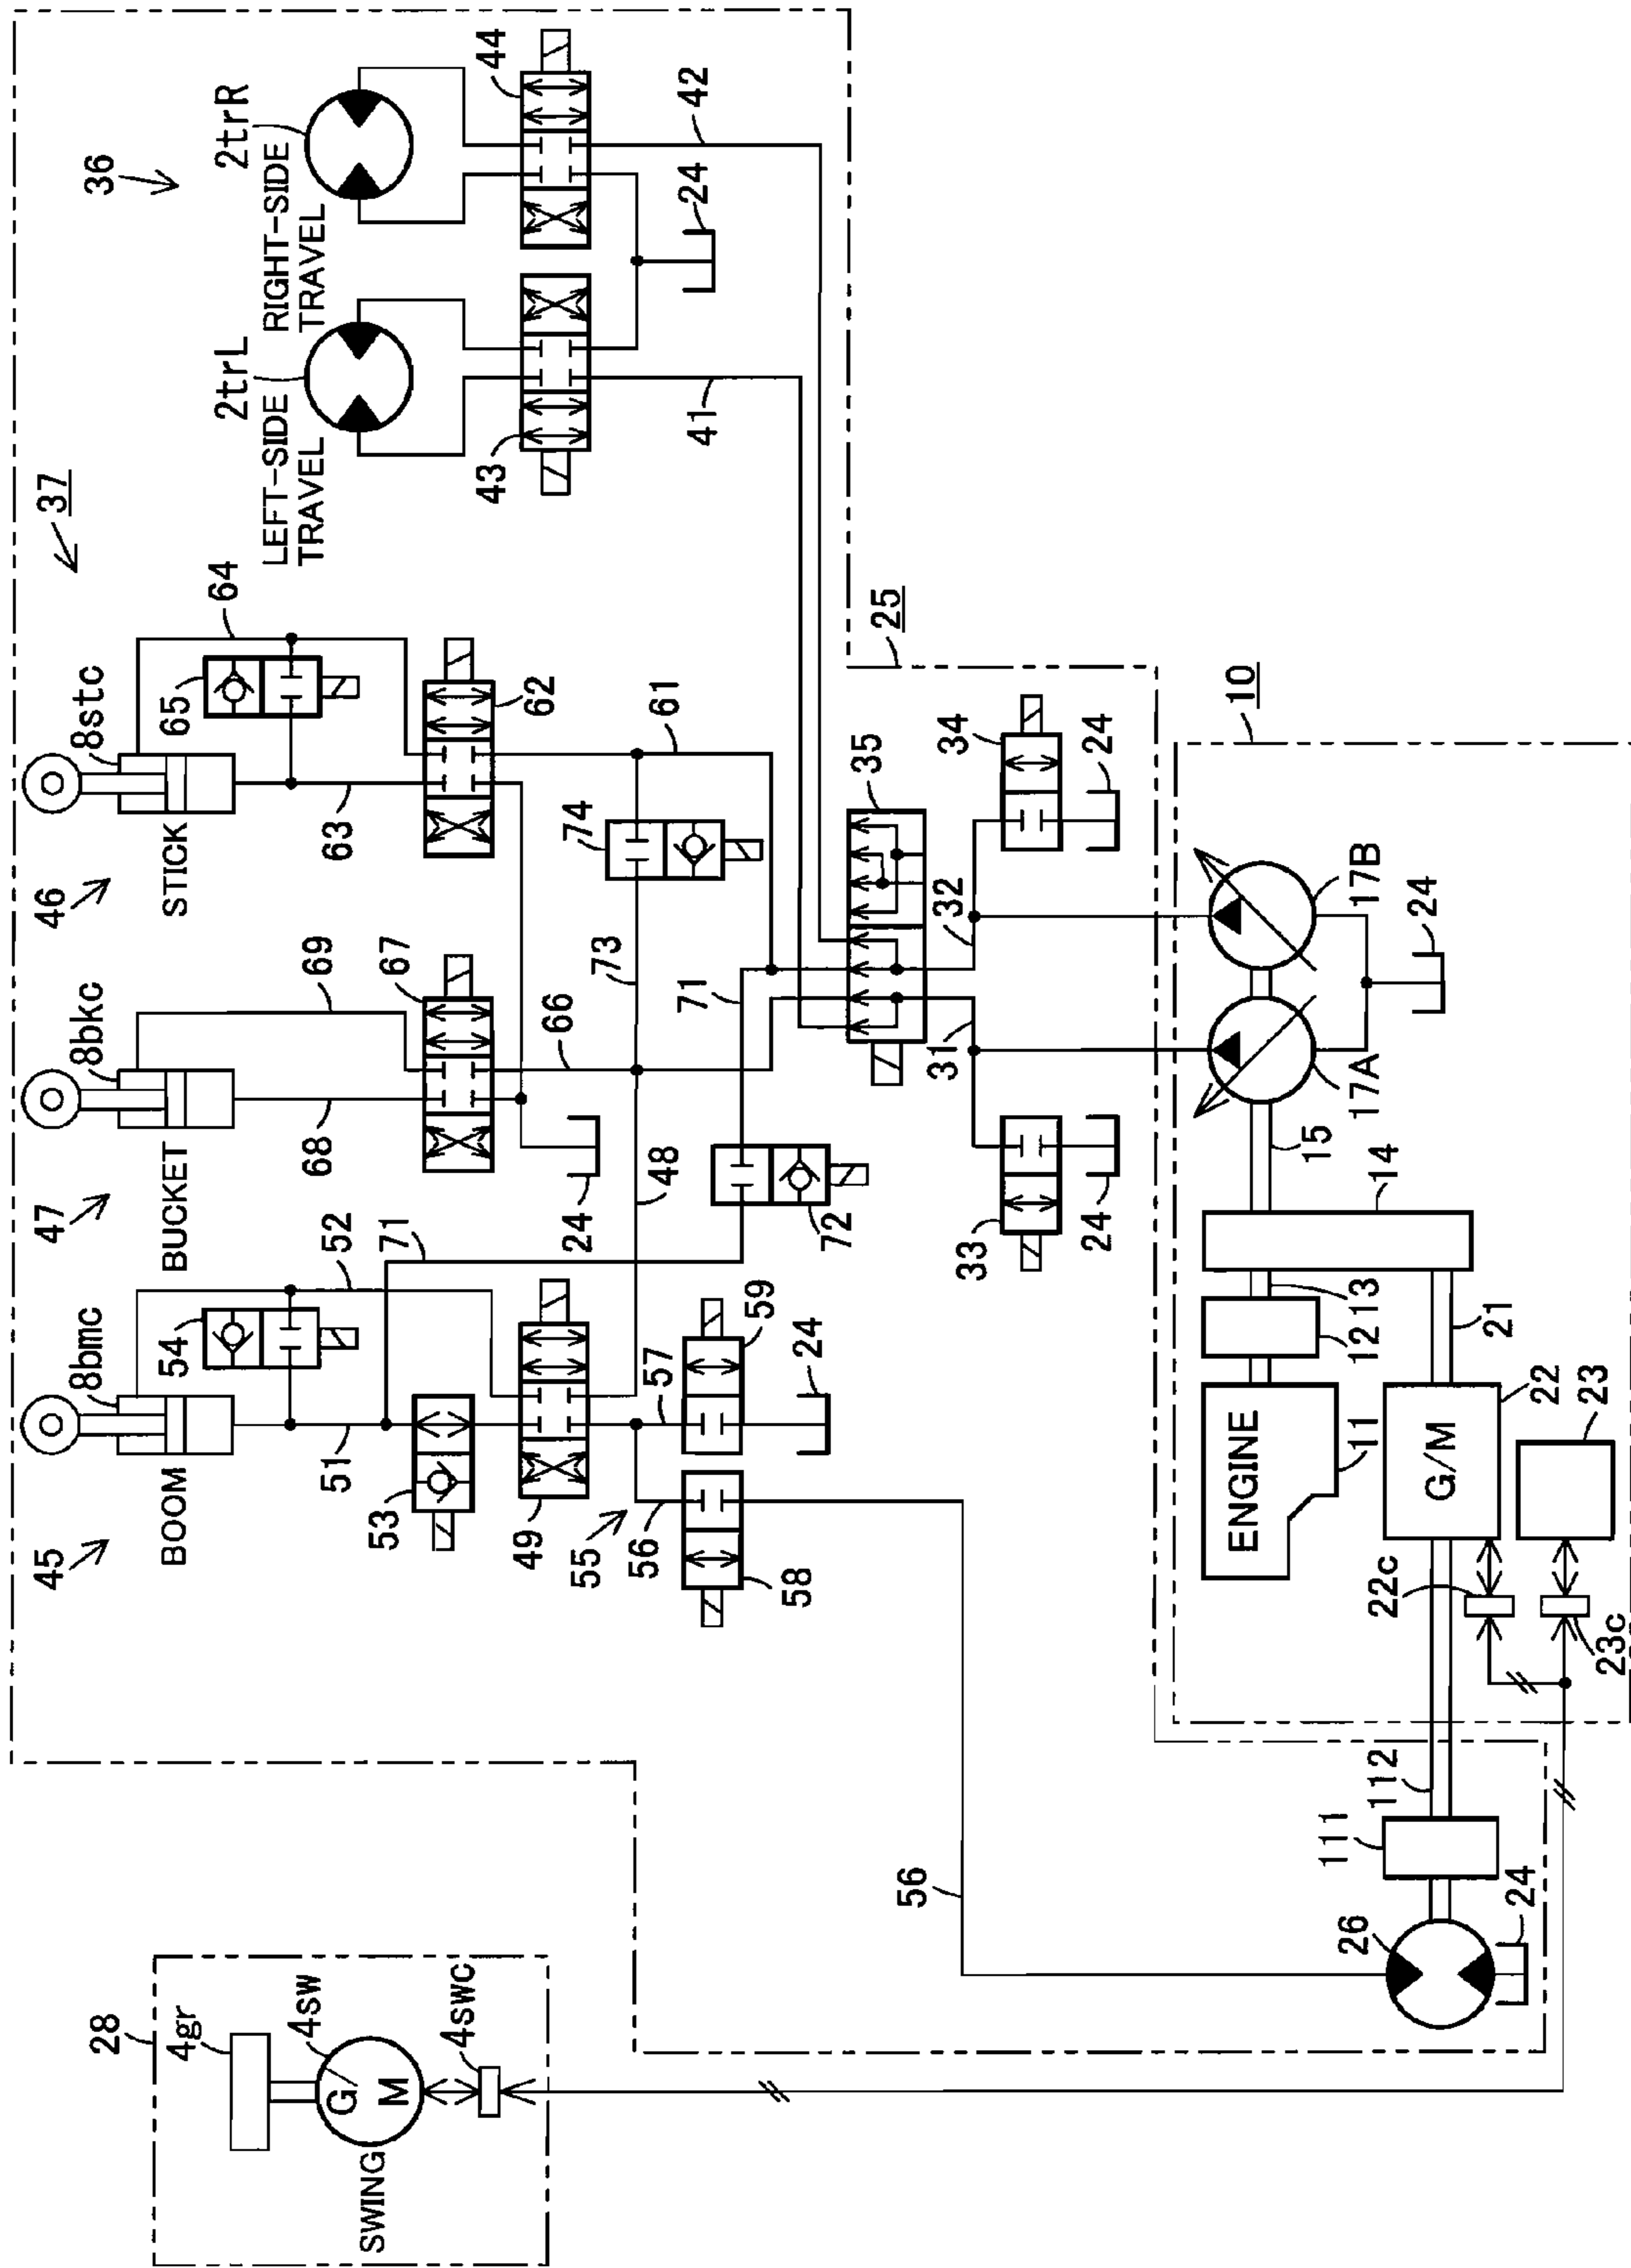 36
2trR
RIGHT-SIDE
TRAVEL
44
42
24
2trL
LEFT-SIDE
TRAVEL
43
41
37
64
8stc
65
46
STICK
63
62
61
74
73
69
67
8bkc
47
BUCKET
68
66
24
71
48
72
52
71
8bmc
54
45
BOOM
51
53
49
55
56
57
59
24
58
25
35
34
24
32
31
33
24
10
17B
24
17A
15
14
13
12
21
ENGINE
11
G/M
22
23
22c
23c
112
111
56
26
24
28
4gr
4sw
G
M
4swc
SWING